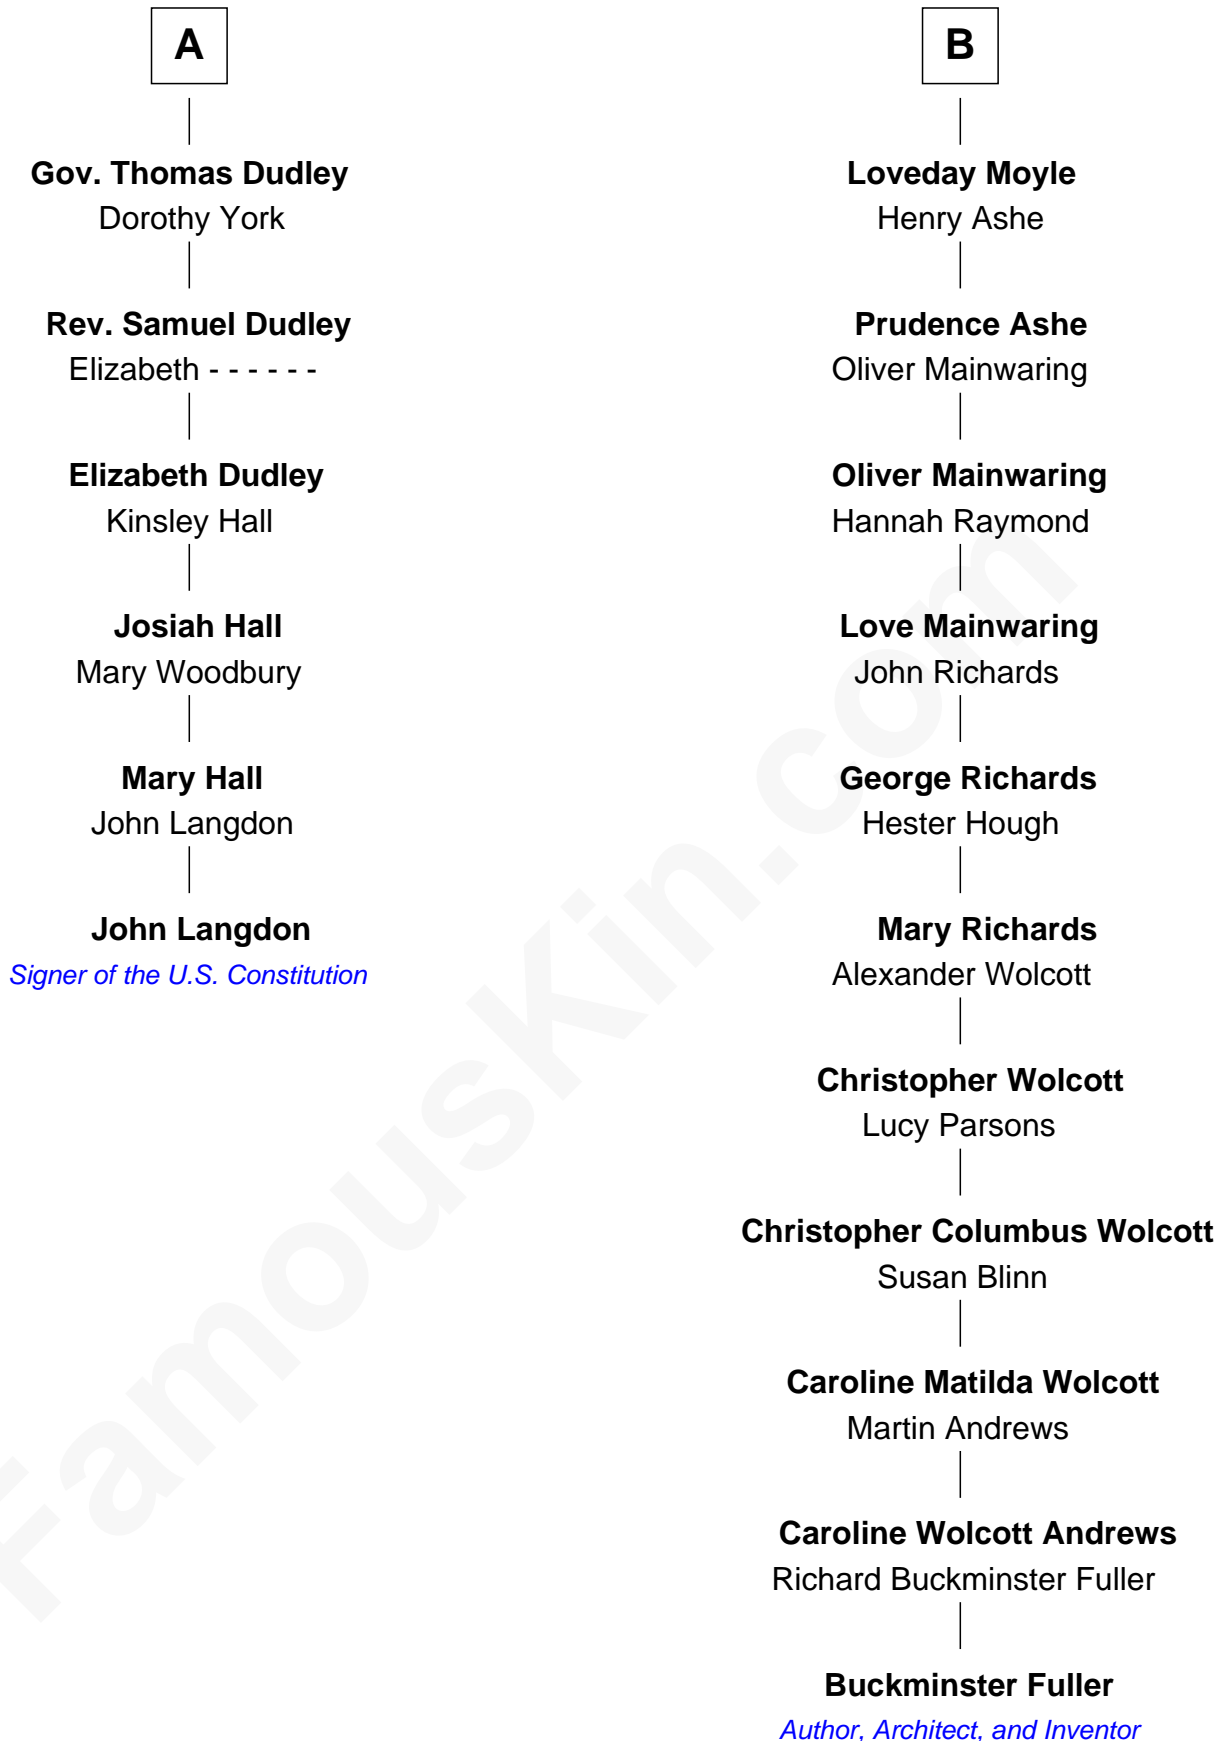 A
Gov. Thomas Dudley
Dorothy York
Rev. Samuel Dudley
Elizabeth - - - - - -
Elizabeth Dudley
Kinsley Hall
Josiah Hall
Mary Woodbury
Mary Hall
John Langdon
John Langdon
Signer of the U.S. Constitution
B
Loveday Moyle
Henry Ashe
Prudence Ashe
Oliver Mainwaring
Oliver Mainwaring
Hannah Raymond
Love Mainwaring
John Richards
George Richards
Hester Hough
Mary Richards
Alexander Wolcott
Christopher Wolcott
Lucy Parsons
Christopher Columbus Wolcott
Susan Blinn
Caroline Matilda Wolcott
Martin Andrews
Caroline Wolcott Andrews
Richard Buckminster Fuller
Buckminster Fuller
Author, Architect, and Inventor
FamousKin.com